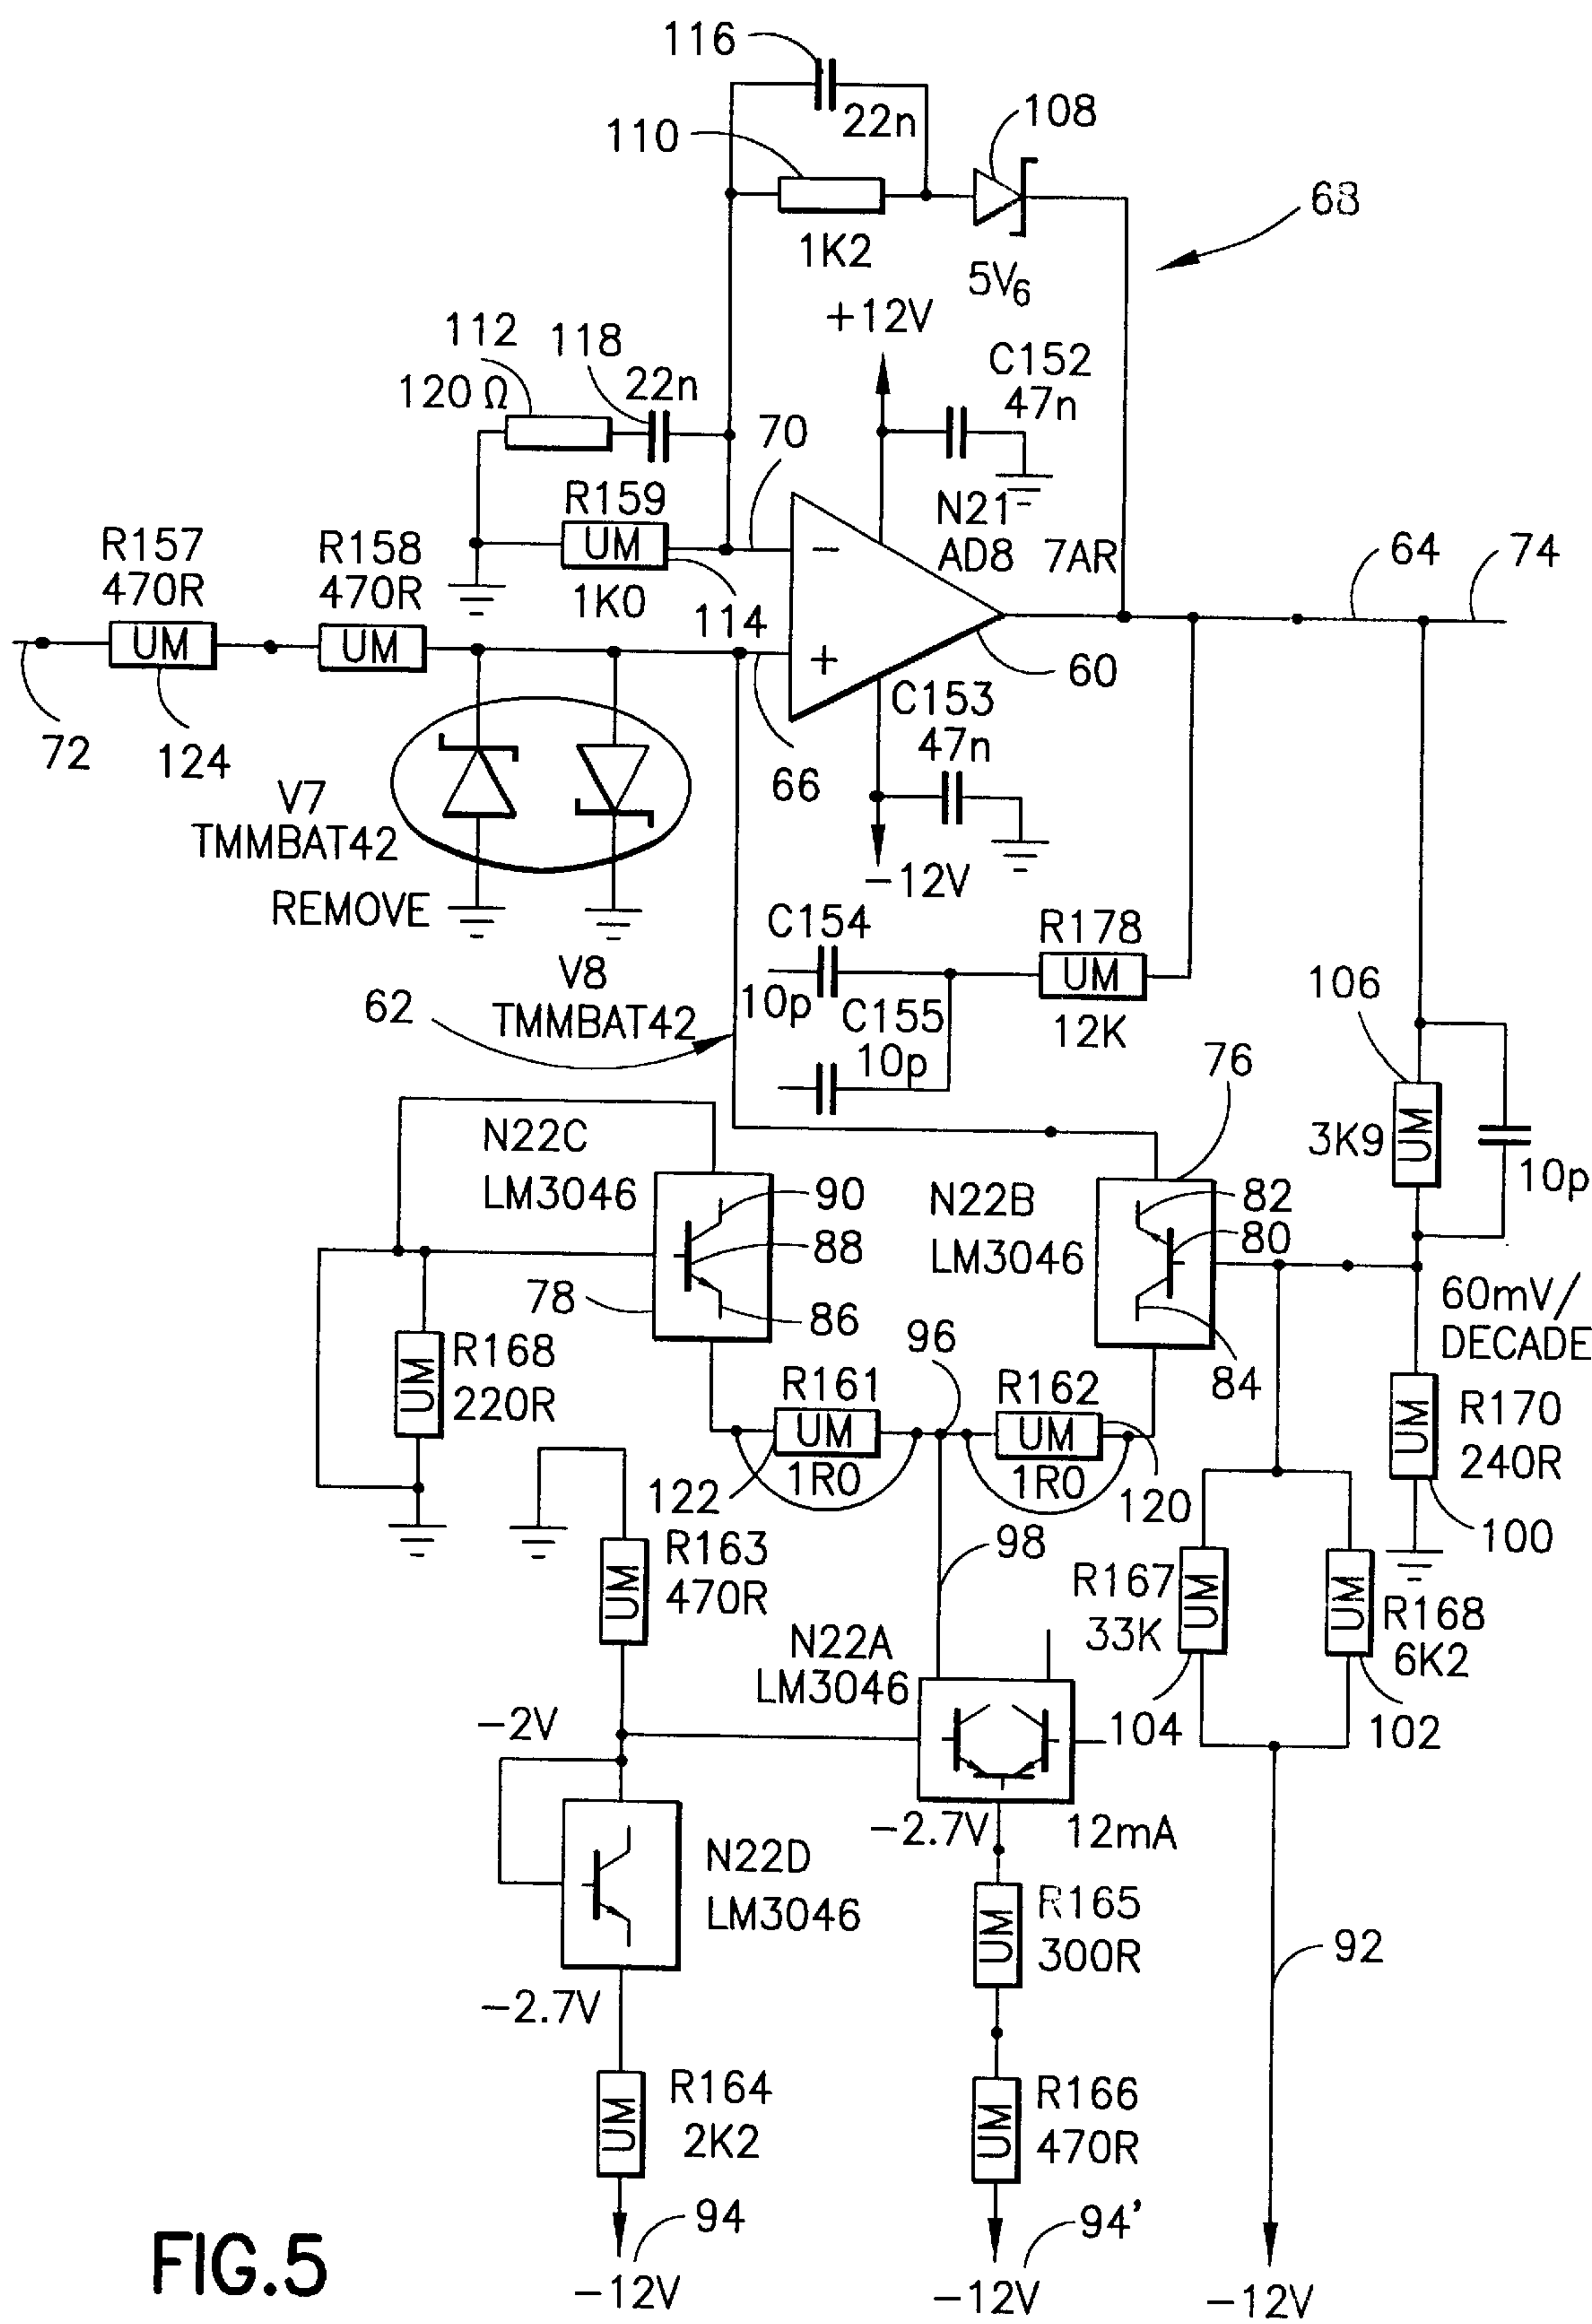 116
22n
108
110
68
1K2
5V6
+12V
112
118
C152
47n
120 Ω
22n
70
R159
N21
R157
R158
UM
AD8 7AR
64
74
470R
470R
1K0
114
UM
UM
+
−
60
C153
72
124
47n
66
V7
TMMBAT42
−12V
REMOVE
C154
R178
V8
UM
106
62
TMMBAT42
10p
C155
12K
10p
76
N22C
3K9
UM
LM3046
90
N22B
82
10p
88
LM3046
80
78
86
96
60mV/
DECADE
R168
UM
220R
R161
R162
84
R170
UM
UM
UM
240R
122
1R0
1R0
120
100
R163
98
UM
470R
R167
UM
33K
UM
R168
6K2
N22A
LM3046
−2V
104
102
−2.7V
12mA
N22D
LM3046
R165
UM
300R
92
−2.7V
R164
UM
2K2
R166
UM
470R
94
94'
FIG.5
−12V
−12V
−12V